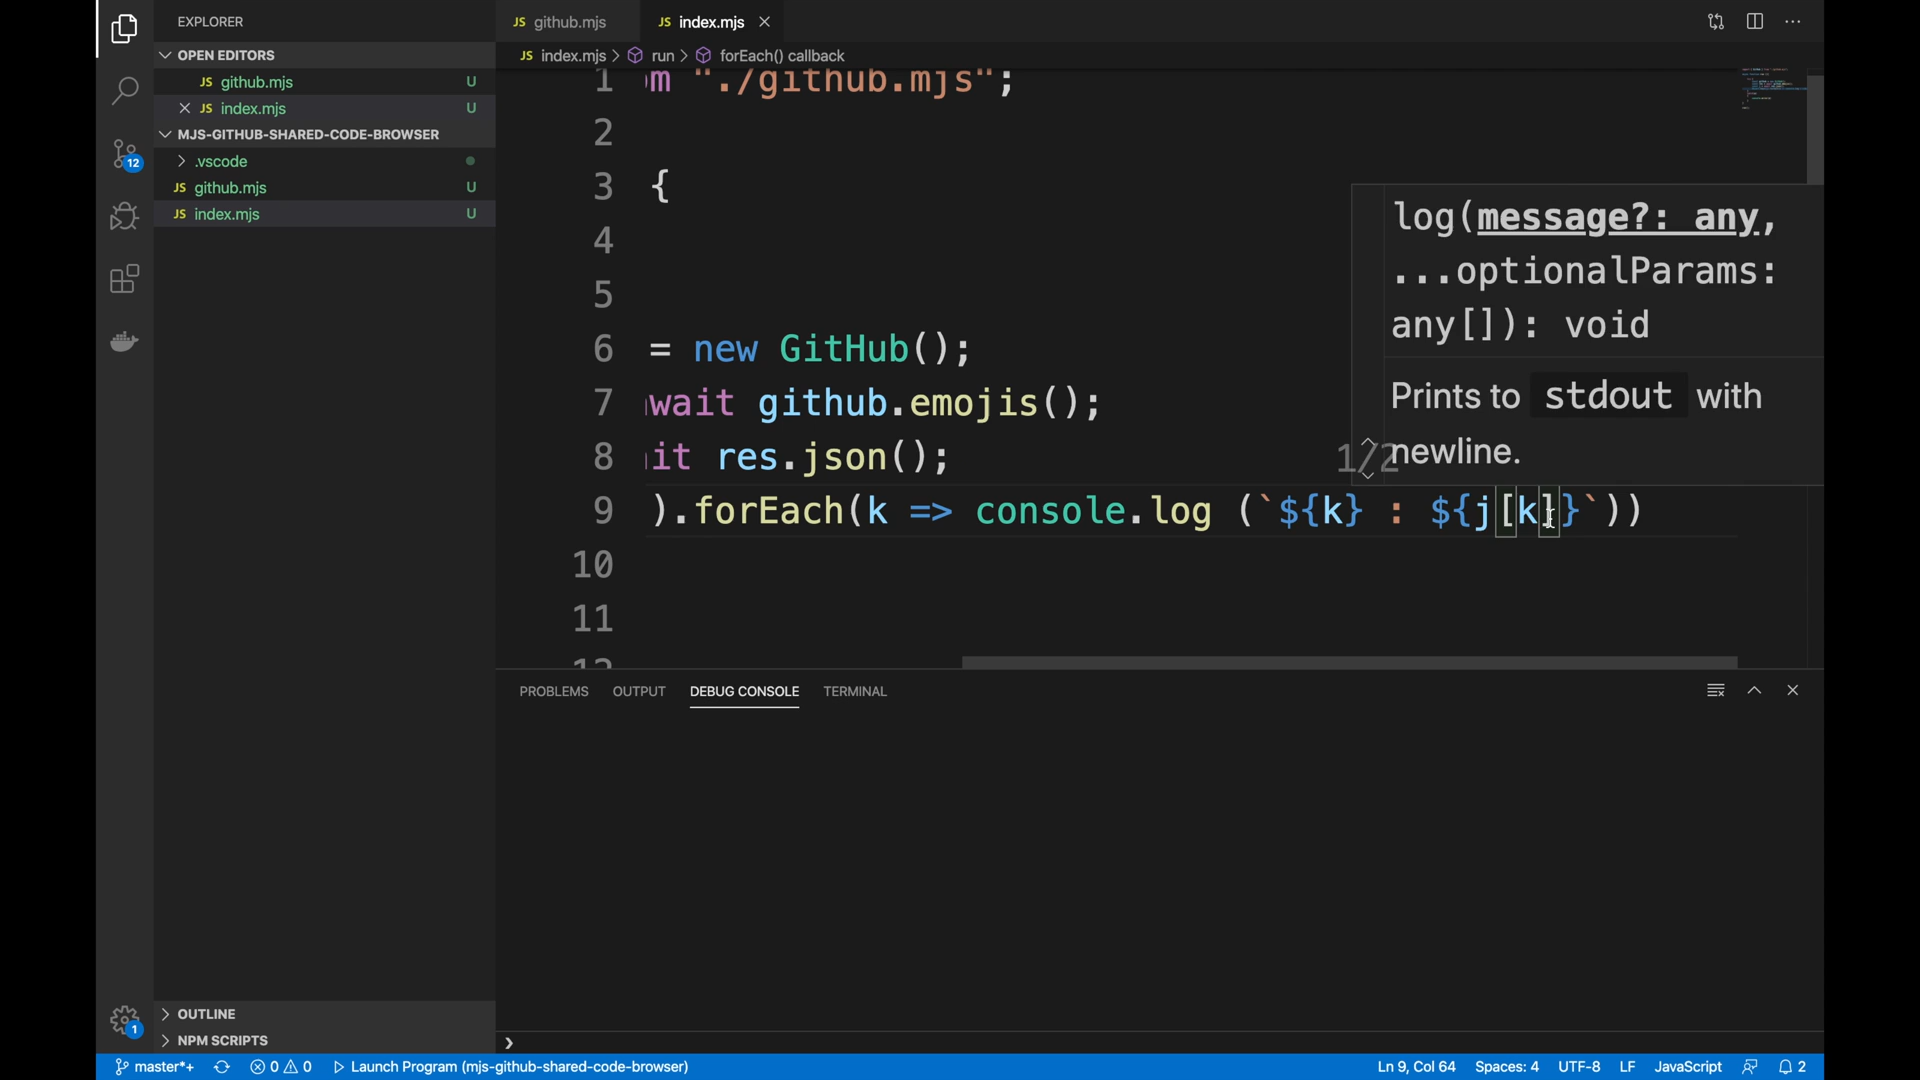 EXPLORER
OPEN EDITORS
JS github.mjs U
JS index.mjs U
MJS-GITHUB-SHARED-CODE-BROWSER
.vscode
JS github.mjs U
JS index.mjs U
12
OUTLINE
NPM SCRIPTS
1
JS github.mjs
JS index.mjs
JS index.mjs > run > forEach() callback
1 m "./github.mjs";
2
3 {
4
5
6 = new GitHub();
7 wait github.emojis();
8 it res.json();
9 ).forEach(k => console.log (`${k} : ${j[k]}`))
10
11
12
log(message?: any,
...optionalParams:
any[]): void
Prints to stdout with
newline.
1/2
PROBLEMS OUTPUT DEBUG CONSOLE TERMINAL
master*+ 0 0 Launch Program (mjs-github-shared-code-browser) Ln 9, Col 64 Spaces: 4 UTF-8 LF JavaScript 2